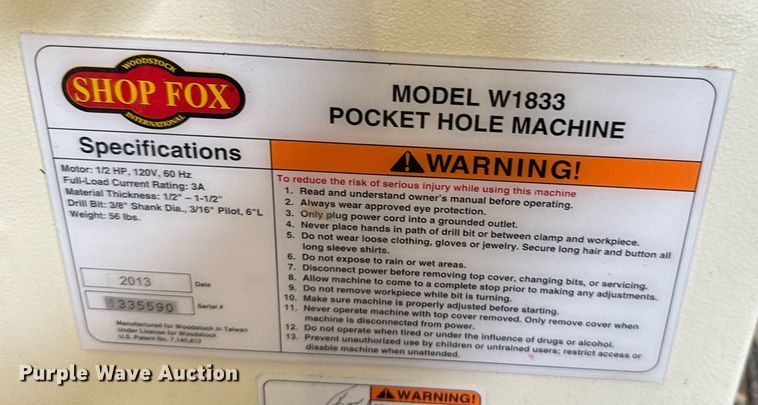 WOODSTOCK
SHOP FOX
INTERNATIONAL
MODEL W1833
POCKET HOLE MACHINE
Specifications
Motor: 1/2 HP, 120V, 60 Hz
Full-Load Current Rating: 3A
Material Thickness: 1/2" – 1-1/2"
Drill Bit: 3/8" Shank Dia., 3/16" Pilot, 6"L
Weight: 56 lbs.
2013 Date
335590 Serial #
Manufactured for Woodstock in Taiwan
Under License for Woodstock
U.S. Patent No. 7,140,813
WARNING!
To reduce the risk of serious injury while using this machine
1. Read and understand owner's manual before operating.
2. Always wear approved eye protection.
3. Only plug power cord into a grounded outlet.
4. Never place hands in path of drill bit or between clamp and workpiece.
5. Do not wear loose clothing, gloves or jewelry. Secure long hair and button all
long sleeve shirts.
6. Do not expose to rain or wet areas.
7. Disconnect power before removing top cover, changing bits, or servicing.
8. Allow machine to come to a complete stop prior to making any adjustments.
9. Do not remove workpiece while bit is turning.
10. Make sure machine is properly adjusted before starting.
11. Never operate machine with top cover removed. Only remove cover when
machine is disconnected from power.
12. Do not operate when tired or under the influence of drugs or alcohol.
13. Prevent unauthorized use by children or untrained users; restrict access or
disable machine when unattended.
WARNING!
Purple Wave Auction